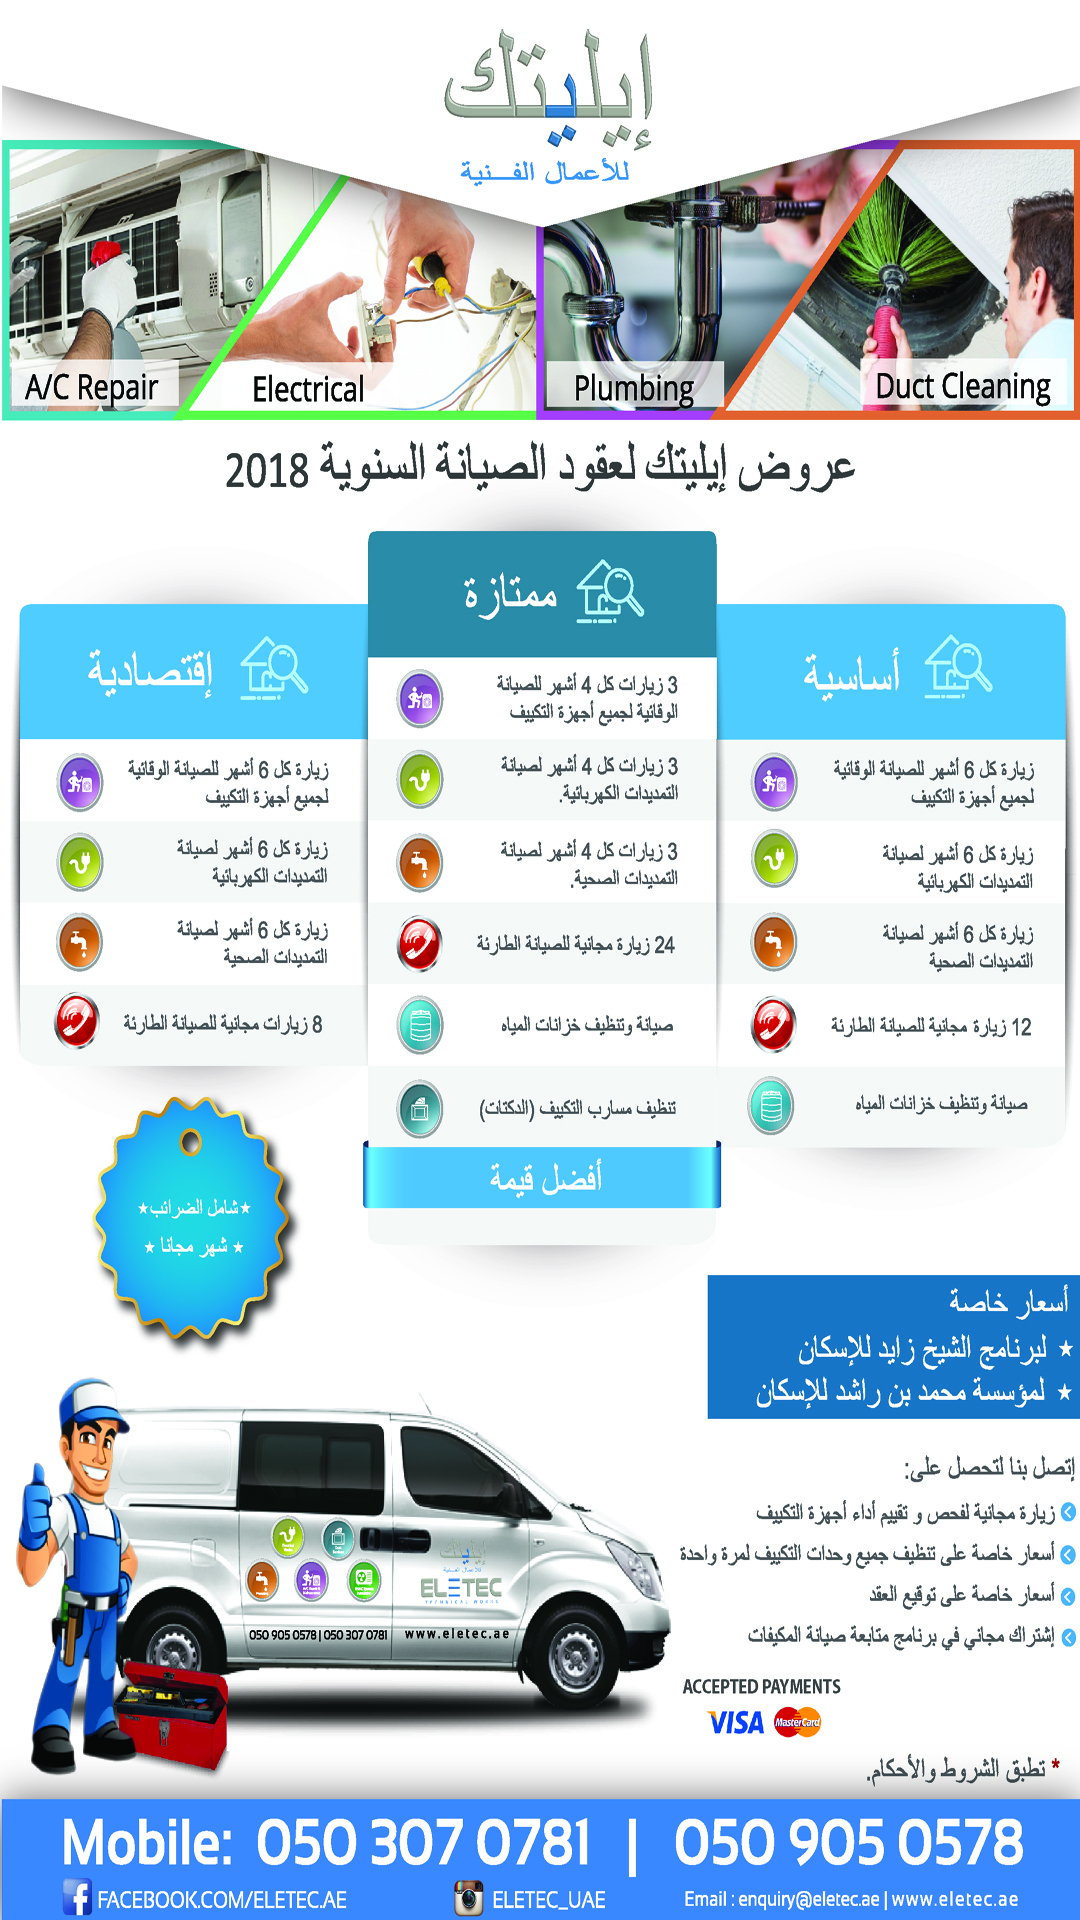 إيليتك
للأعمال الفنية
A/C Repair
Electrical
Plumbing
Duct Cleaning
عروض إيليتك لعقود الصيانة السنوية 2018
أساسية
زيارة كل 6 أشهر للصيانة الوقائية
لجميع أجهزة التكييف
زيارة كل 6 أشهر لصيانة
التمديدات الكهربائية
زيارة كل 6 أشهر لصيانة
التمديدات الصحية
12 زيارة مجانية للصيانة الطارئة
صيانة وتنظيف خزانات المياه
ممتازة
3 زيارات كل 4 أشهر للصيانة
الوقائية لجميع أجهزة التكييف
3 زيارات كل 4 أشهر لصيانة
التمديدات الكهربائية.
3 زيارات كل 4 أشهر لصيانة
التمديدات الصحية.
24 زيارة مجانية للصيانة الطارئة
صيانة وتنظيف خزانات المياه
تنظيف مسارب التكييف (الدكتات)
أفضل قيمة
إقتصادية
زيارة كل 6 أشهر للصيانة الوقائية
لجميع أجهزة التكييف
زيارة كل 6 أشهر لصيانة
التمديدات الكهربائية
زيارة كل 6 أشهر لصيانة
التمديدات الصحية
8 زيارات مجانية للصيانة الطارئة
★شامل الضرائب★
★ شهر مجانا ★
أسعار خاصة
★ لبرنامج الشيخ زايد للإسكان
★ لمؤسسة محمد بن راشد للإسكان
إتصل بنا لتحصل على:
زيارة مجانية لفحص و تقييم أداء أجهزة التكييف
أسعار خاصة على تنظيف جميع وحدات التكييف لمرة واحدة
أسعار خاصة على توقيع العقد
إشتراك مجاني في برنامج متابعة صيانة المكيفات
إيليتك
للأعمال الفنية
ELETEC
TECHNICAL WORKS
050 905 0578 | 050 307 0781 www.eletec.ae
ACCEPTED PAYMENTS
VISA MasterCard
* تطبق الشروط والأحكام.
Mobile: 050 307 0781 | 050 905 0578
FACEBOOK.COM/ELETEC.AE ELETEC_UAE Email : enquiry@eletec.ae | www.eletec.ae